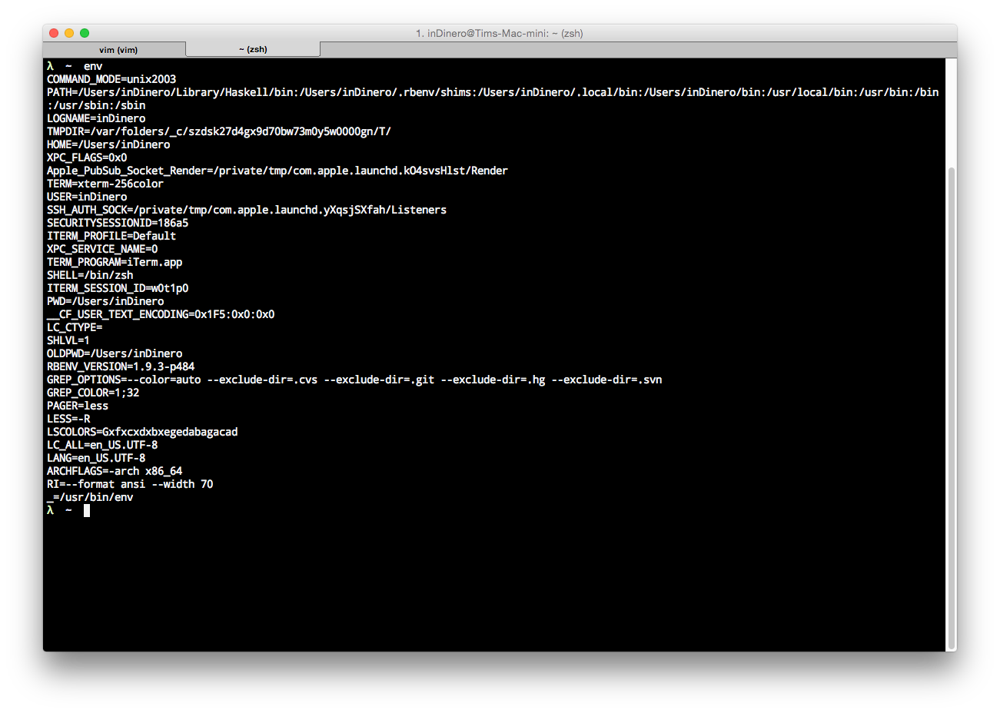 1. inDinero@Tims-Mac-mini: ~ (zsh)
vim (vim)
~ (zsh)
λ ~ env
COMMAND_MODE=unix2003
PATH=/Users/inDinero/Library/Haskell/bin:/Users/inDinero/.rbenv/shims:/Users/inDinero/.local/bin:/Users/inDinero/bin:/usr/local/bin:/usr/bin:/bin
:/usr/sbin:/sbin
LOGNAME=inDinero
TMPDIR=/var/folders/_c/szdsk27d4gx9d70bw73m0y5w0000gn/T/
HOME=/Users/inDinero
XPC_FLAGS=0x0
Apple_PubSub_Socket_Render=/private/tmp/com.apple.launchd.kO4svsHlst/Render
TERM=xterm-256color
USER=inDinero
SSH_AUTH_SOCK=/private/tmp/com.apple.launchd.yXqsjSXfah/Listeners
SECURITYSESSIONID=186a5
ITERM_PROFILE=Default
XPC_SERVICE_NAME=0
TERM_PROGRAM=iTerm.app
SHELL=/bin/zsh
ITERM_SESSION_ID=w0t1p0
PWD=/Users/inDinero
__CF_USER_TEXT_ENCODING=0x1F5:0x0:0x0
LC_CTYPE=
SHLVL=1
OLDPWD=/Users/inDinero
RBENV_VERSION=1.9.3-p484
GREP_OPTIONS=--color=auto --exclude-dir=.cvs --exclude-dir=.git --exclude-dir=.hg --exclude-dir=.svn
GREP_COLOR=1;32
PAGER=less
LESS=-R
LSCOLORS=Gxfxcxdxbxegedabagacad
LC_ALL=en_US.UTF-8
LANG=en_US.UTF-8
ARCHFLAGS=-arch x86_64
RI=--format ansi --width 70
_=/usr/bin/env
λ ~